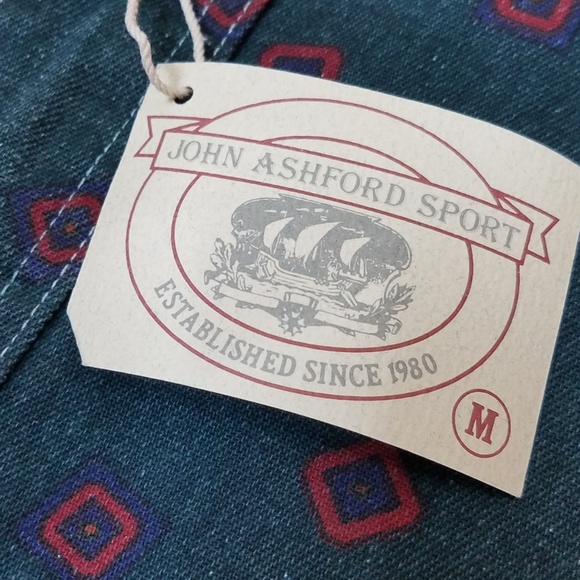 JOHN ASHFORD SPORT
ESTABLISHED SINCE 1980
M